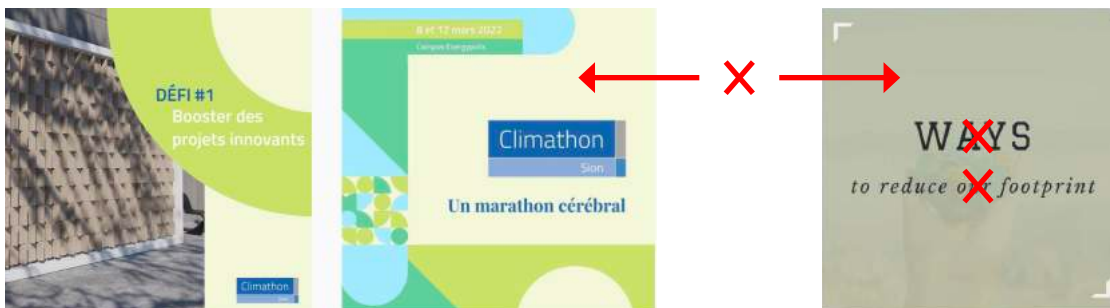 DÉFI #1
Booster des
projets innovants
Climathon
Sion
8 et 12 mars 2022
Campus Energypolis
Climathon
Sion
Un marathon cérébral
WAYS
to reduce our footprint